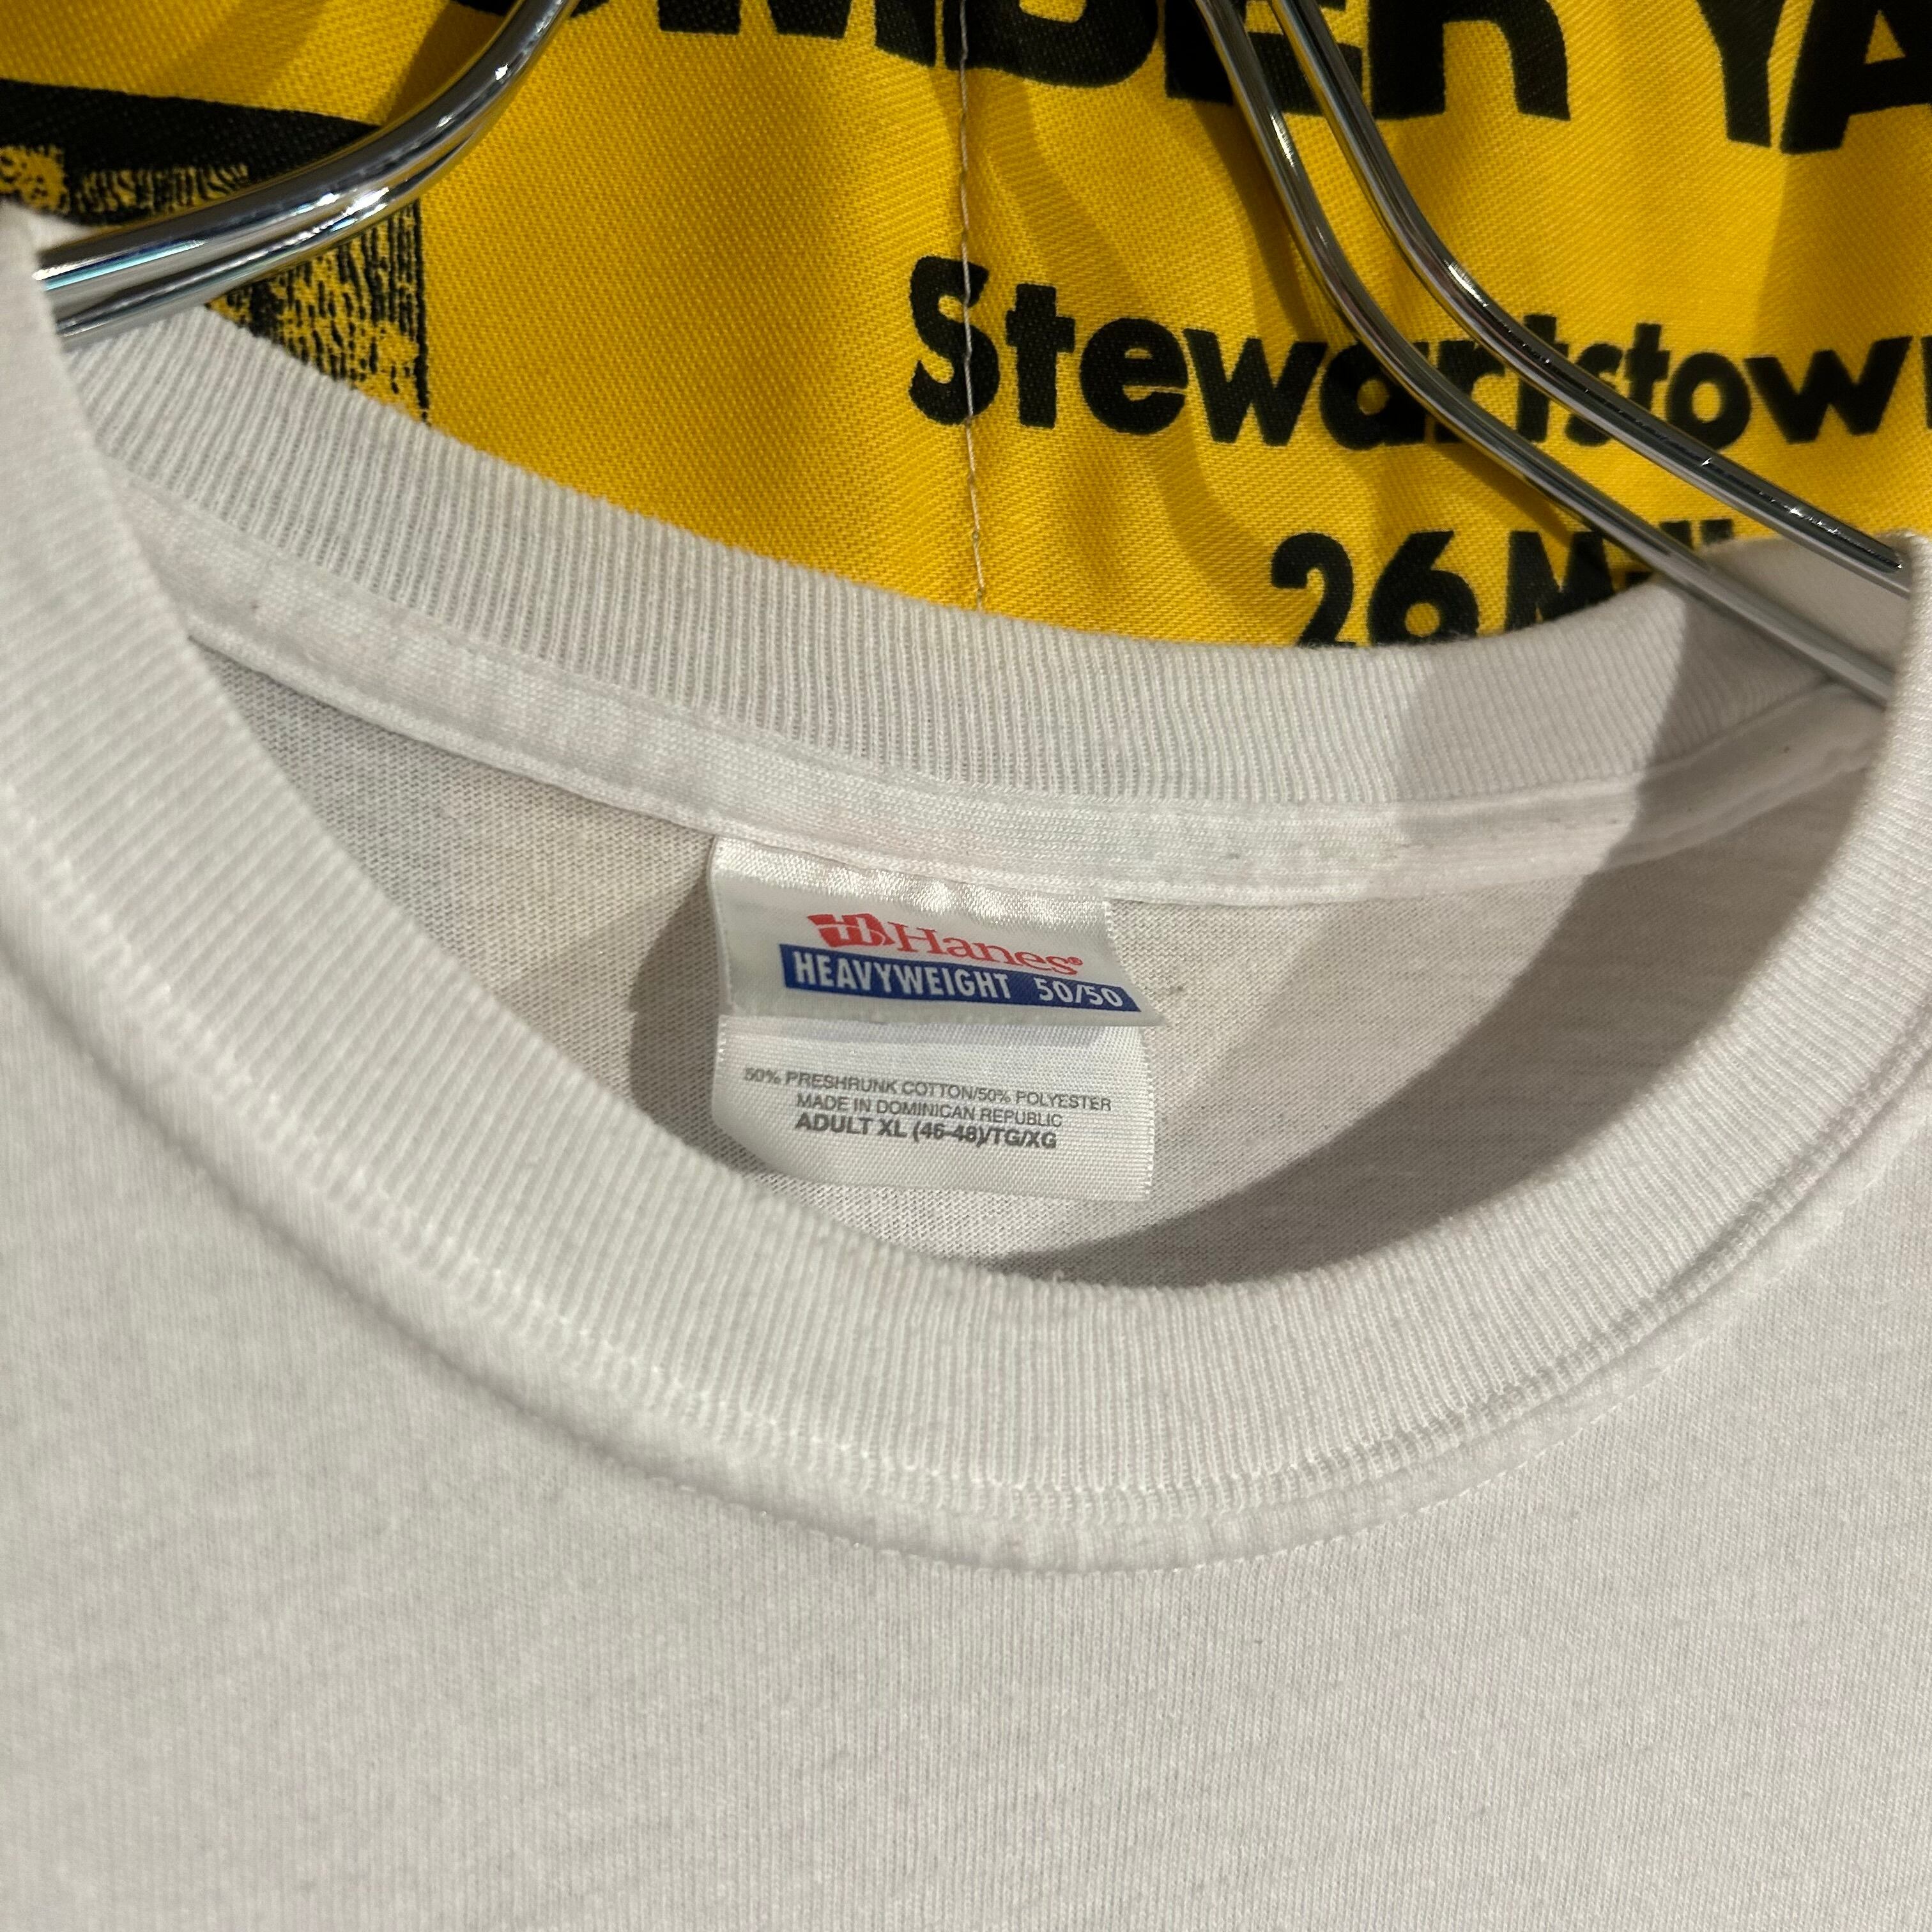 Stewartstow
26
Hanes®
HEAVYWEIGHT 50/50
50% PRESHRUNK COTTON/50% POLYESTER
MADE IN DOMINICAN REPUBLIC
ADULT XL (46-48)/TG/XG